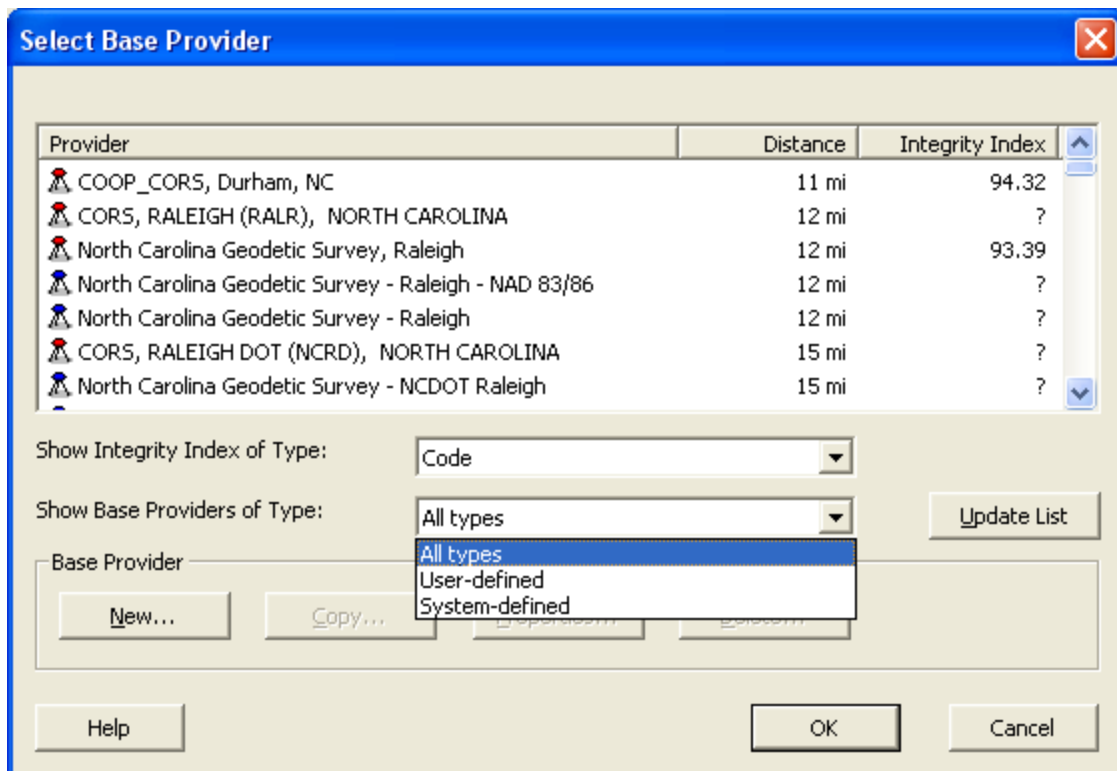 Select Base Provider
Provider Distance Integrity Index
COOP_CORS, Durham, NC 11 mi 94.32
CORS, RALEIGH (RALR),  NORTH CAROLINA 12 mi ?
North Carolina Geodetic Survey, Raleigh 12 mi 93.39
North Carolina Geodetic Survey - Raleigh - NAD 83/86 12 mi ?
North Carolina Geodetic Survey - Raleigh 12 mi ?
CORS, RALEIGH DOT (NCRD),  NORTH CAROLINA 15 mi ?
North Carolina Geodetic Survey - NCDOT Raleigh 15 mi ?
Show Integrity Index of Type: Code
Show Base Providers of Type: All types Update List
All types
User-defined
System-defined
Base Provider
New... Copy...
Help OK Cancel